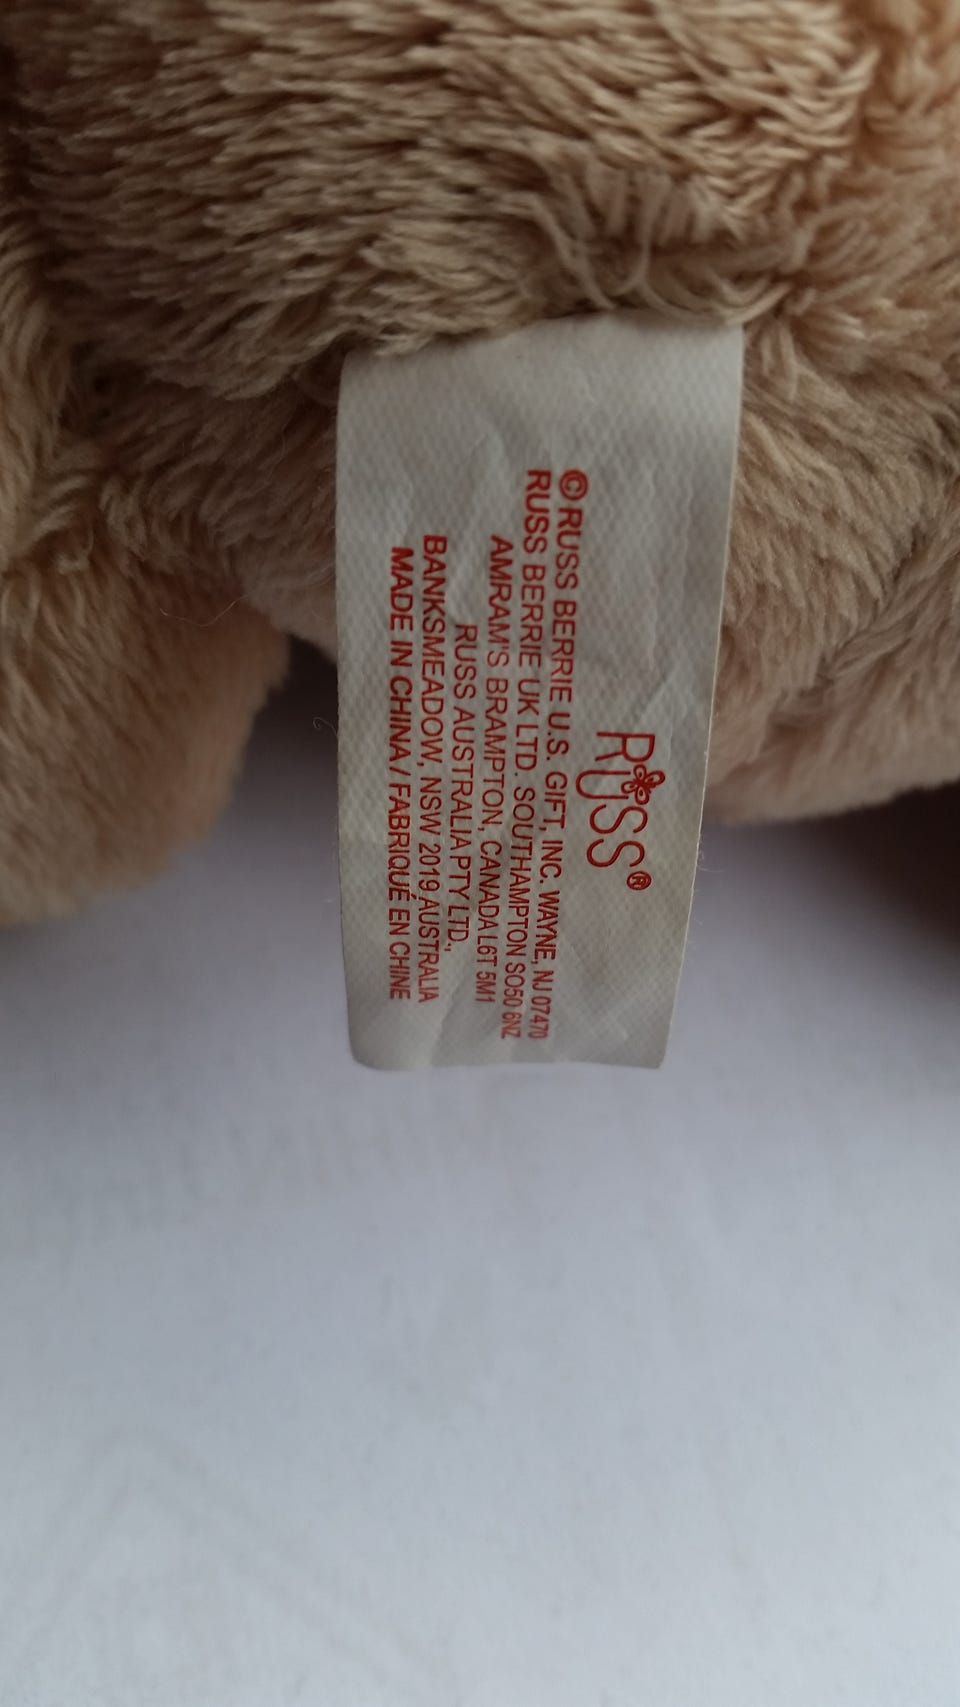 RUSS®
© RUSS BERRIE U.S. GIFT, INC. WAYNE, NJ 07470
RUSS BERRIE UK LTD. SOUTHAMPTON SO50 6NZ
AMRAM'S BRAMPTON, CANADA L6T 5M1
RUSS AUSTRALIA PTY LTD.,
BANKSMEADOW, NSW 2019 AUSTRALIA
MADE IN CHINA / FABRIQUÉ EN CHINE